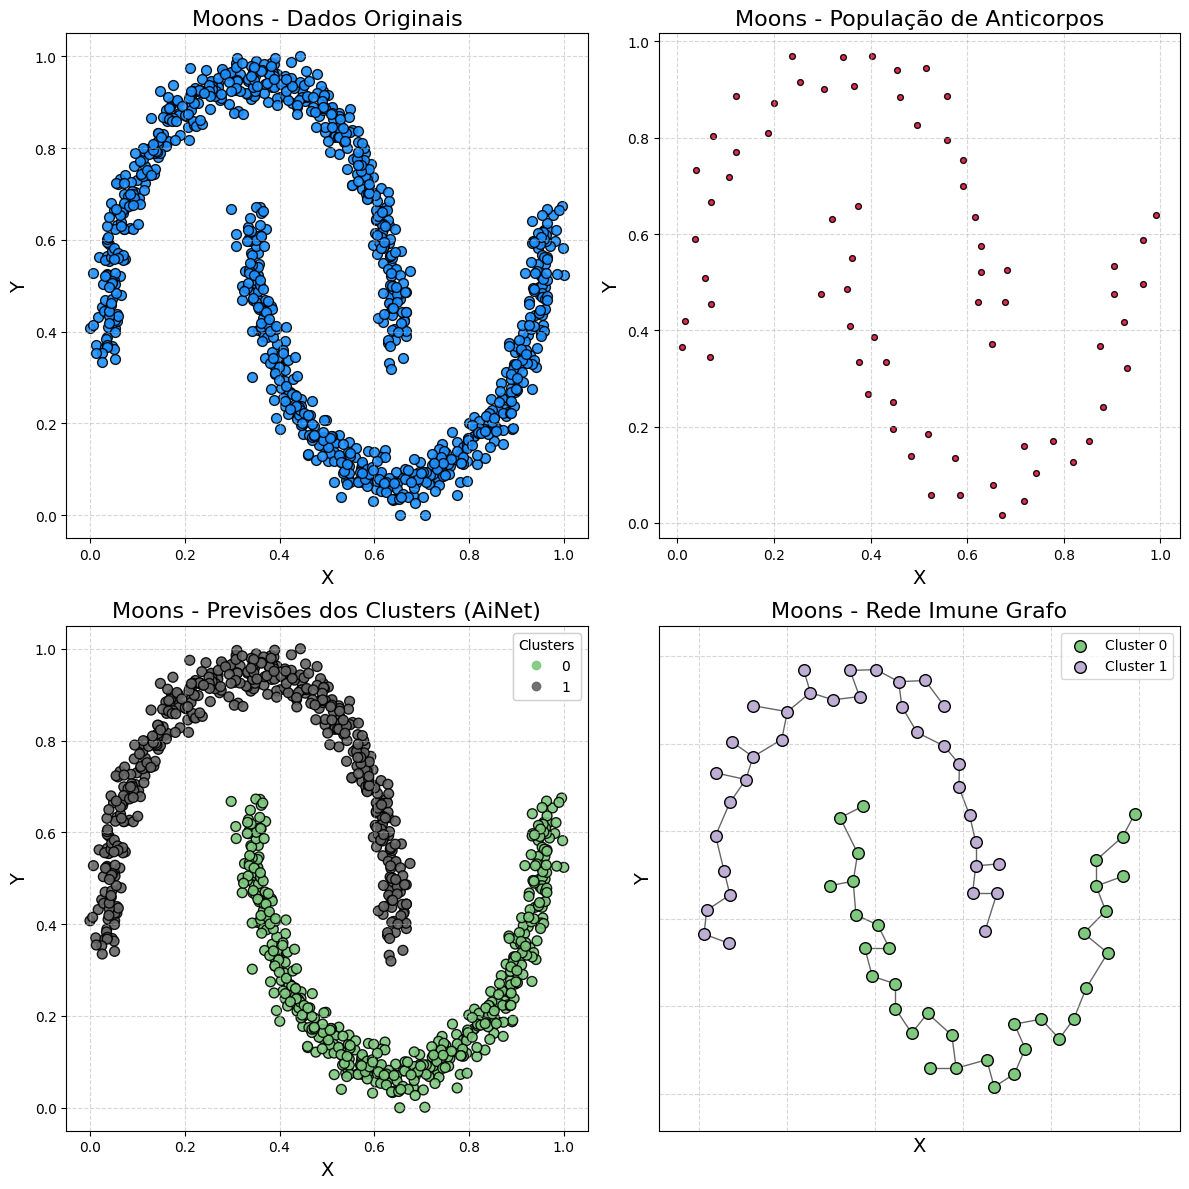 Moons - Dados Originais
Y
1.0
0.8
0.6
0.4
0.2
0.0
0.0 0.2 0.4 0.6 0.8 1.0
X
Moons - População de Anticorpos
Y
1.0
0.8
0.6
0.4
0.2
0.0
0.0 0.2 0.4 0.6 0.8 1.0
X
Moons - Previsões dos Clusters (AiNet)
Clusters
0
1
Y
1.0
0.8
0.6
0.4
0.2
0.0
0.0 0.2 0.4 0.6 0.8 1.0
X
Moons - Rede Imune Grafo
Cluster 0
Cluster 1
Y
X